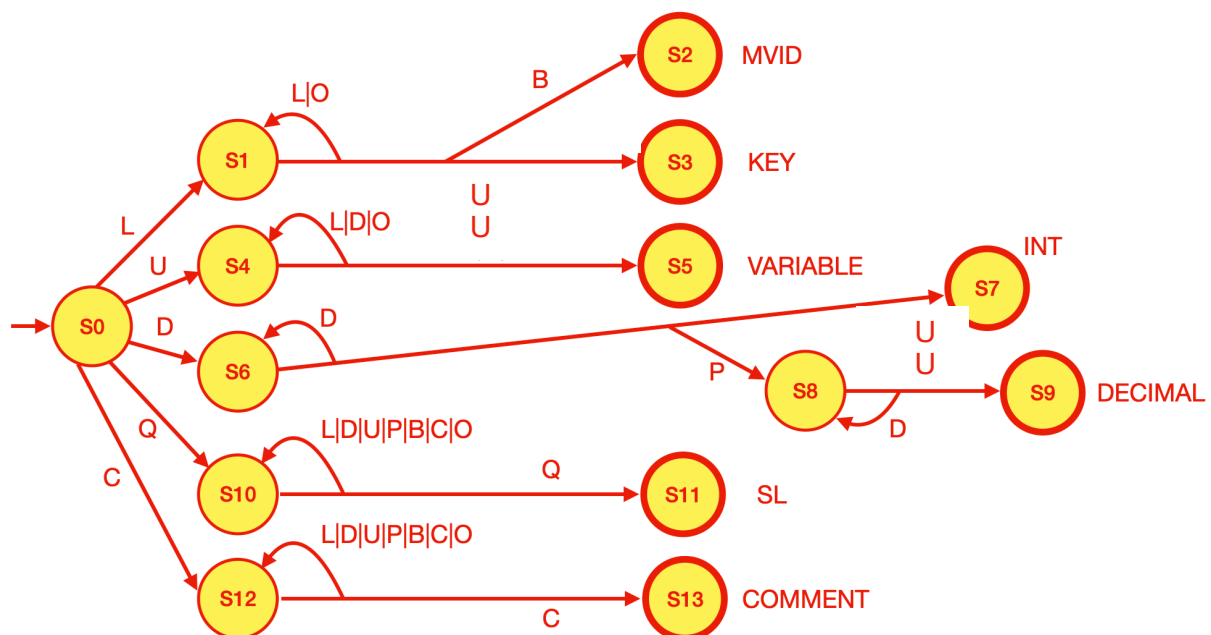 S2 MVID
B
L|O
S1 S3 KEY
U
U
L
L|D|O
U
S4 S5 VARIABLE
INT
S7
S0
D
D
S6
U
U
P
S8 S9 DECIMAL
D
Q
L|D|U|P|B|C|O
C
Q
S10 S11 SL
L|D|U|P|B|C|O
S12 S13 COMMENT
C